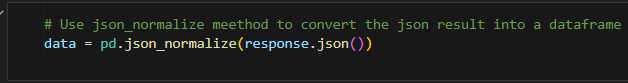 # Use json_normalize meethod to convert the json result into a dataframe
data = pd.json_normalize(response.json())